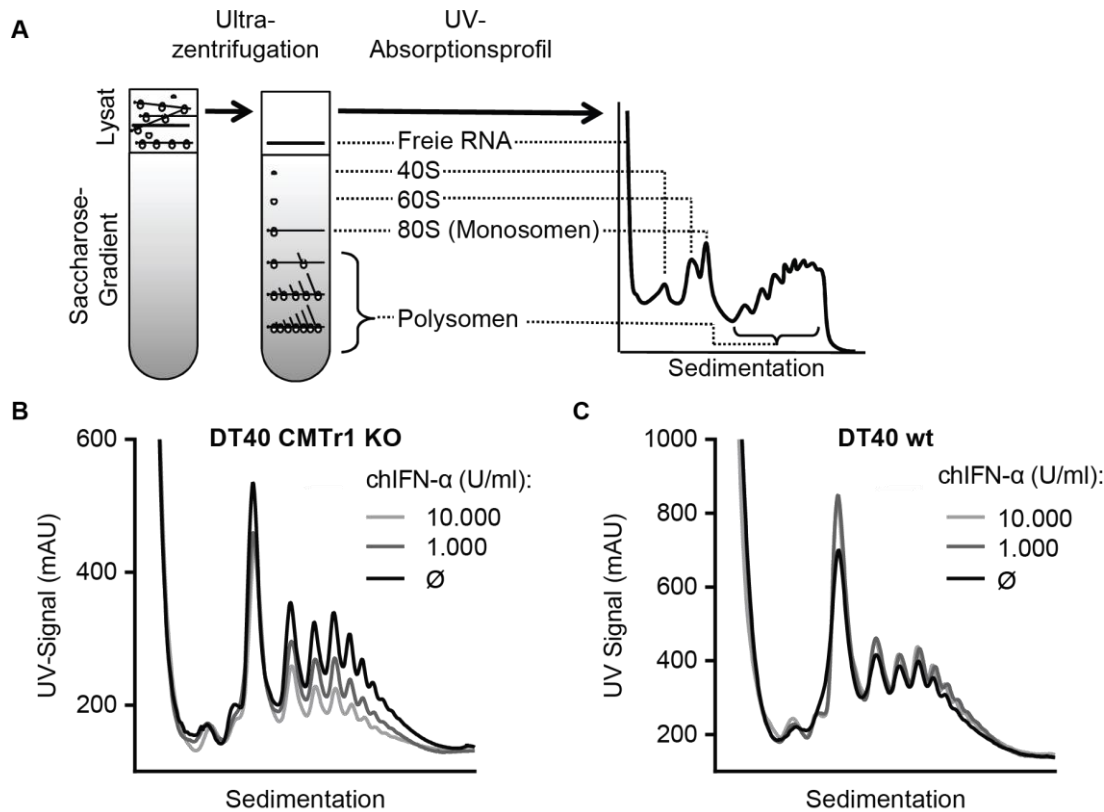 A
Ultra-
zentrifugation
UV-
Absorptionsprofil
Lysat
Saccharose-
Gradient
Freie RNA
40S
60S
80S (Monosomen)
Polysomen
Sedimentation
B
DT40 CMTr1 KO
chIFN-α (U/ml):
10.000
1.000
Ø
600
400
200
UV-Signal (mAU)
Sedimentation
C
DT40 wt
chIFN-α (U/ml):
10.000
1.000
Ø
1000
800
600
400
200
UV Signal (mAU)
Sedimentation